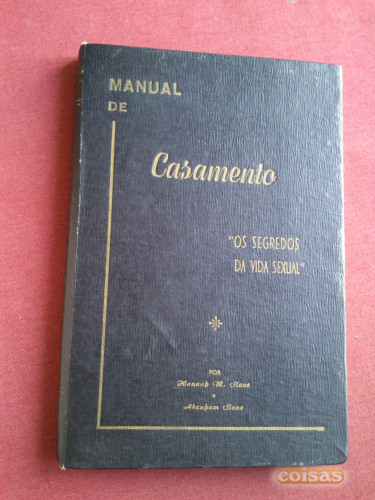 MANUAL
DE
Casamento
"OS SEGREDOS
DA VIDA SEXUAL"
POR
Hannah M. Stone
e
Abraham Stone
coisas